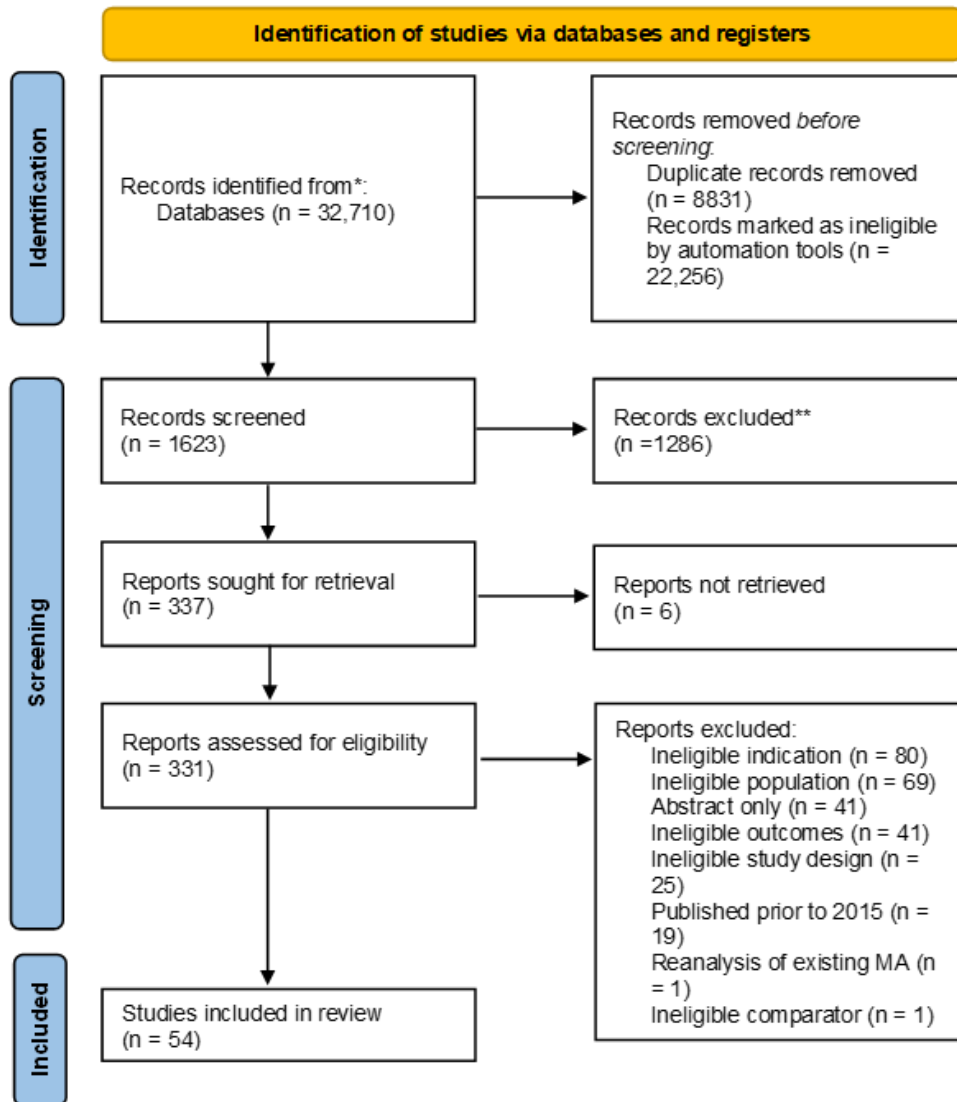 Identification of studies via databases and registers
Identification
Records identified from*:
Databases (n = 32,710)
Records removed before
screening:
Duplicate records removed
(n = 8831)
Records marked as ineligible
by automation tools (n =
22,256)
Screening
Records screened
(n = 1623)
Records excluded**
(n =1286)
Reports sought for retrieval
(n = 337)
Reports not retrieved
(n = 6)
Reports assessed for eligibility
(n = 331)
Reports excluded:
Ineligible indication (n = 80)
Ineligible population (n = 69)
Abstract only (n = 41)
Ineligible outcomes (n = 41)
Ineligible study design (n =
25)
Published prior to 2015 (n =
19)
Reanalysis of existing MA (n
= 1)
Ineligible comparator (n = 1)
Included
Studies included in review
(n = 54)